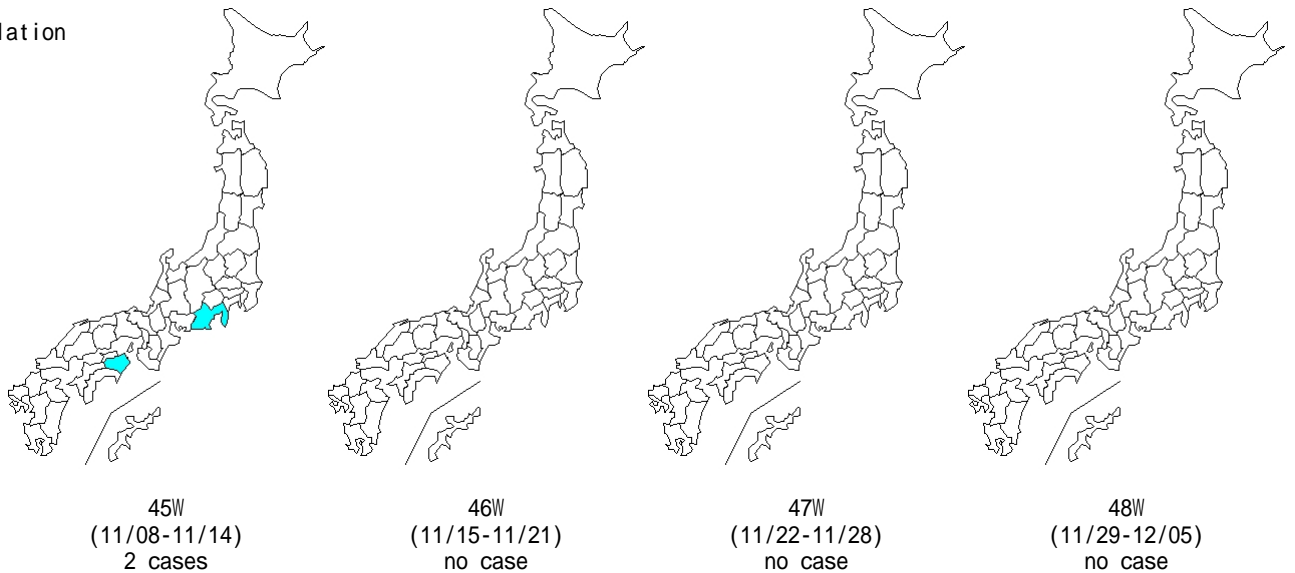 lation
45W
(11/08-11/14)
2 cases
46W
(11/15-11/21)
no case
47W
(11/22-11/28)
no case
48W
(11/29-12/05)
no case